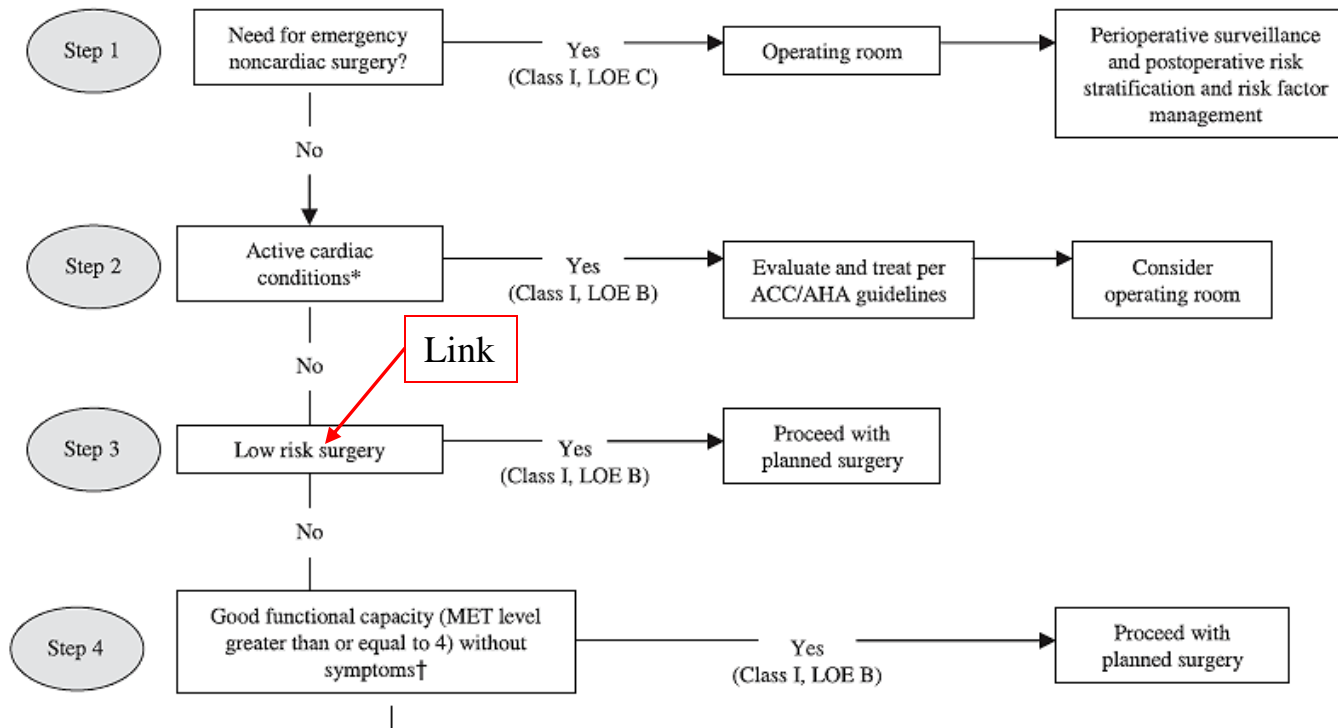 Step 1
Need for emergency
noncardiac surgery?
Yes
(Class I, LOE C)
Operating room
Perioperative surveillance
and postoperative risk
stratification and risk factor
management
No
Step 2
Active cardiac
conditions*
Yes
(Class I, LOE B)
Evaluate and treat per
ACC/AHA guidelines
Consider
operating room
No
Link
Step 3
Low risk surgery
Yes
(Class I, LOE B)
Proceed with
planned surgery
No
Step 4
Good functional capacity (MET level
greater than or equal to 4) without
symptoms†
Yes
(Class I, LOE B)
Proceed with
planned surgery